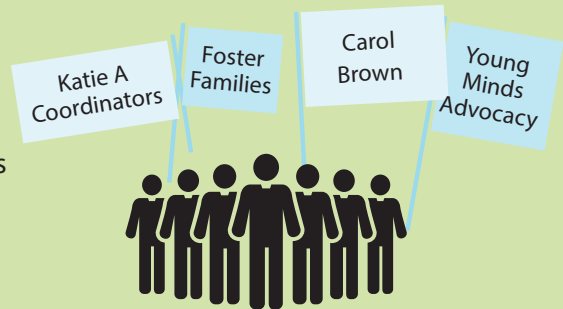 Katie A
Coordinators
Foster
Families
Carol
Brown
Young
Minds
Advocacy
s